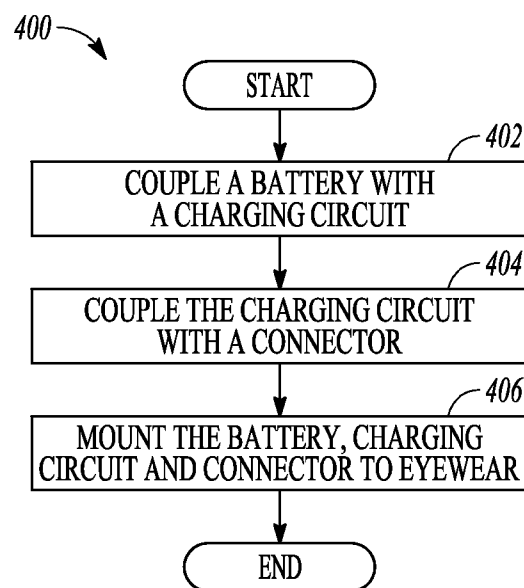 400
START
402
COUPLE A BATTERY WITH
A CHARGING CIRCUIT
404
COUPLE THE CHARGING CIRCUIT
WITH A CONNECTOR
406
MOUNT THE BATTERY, CHARGING
CIRCUIT AND CONNECTOR TO EYEWEAR
END